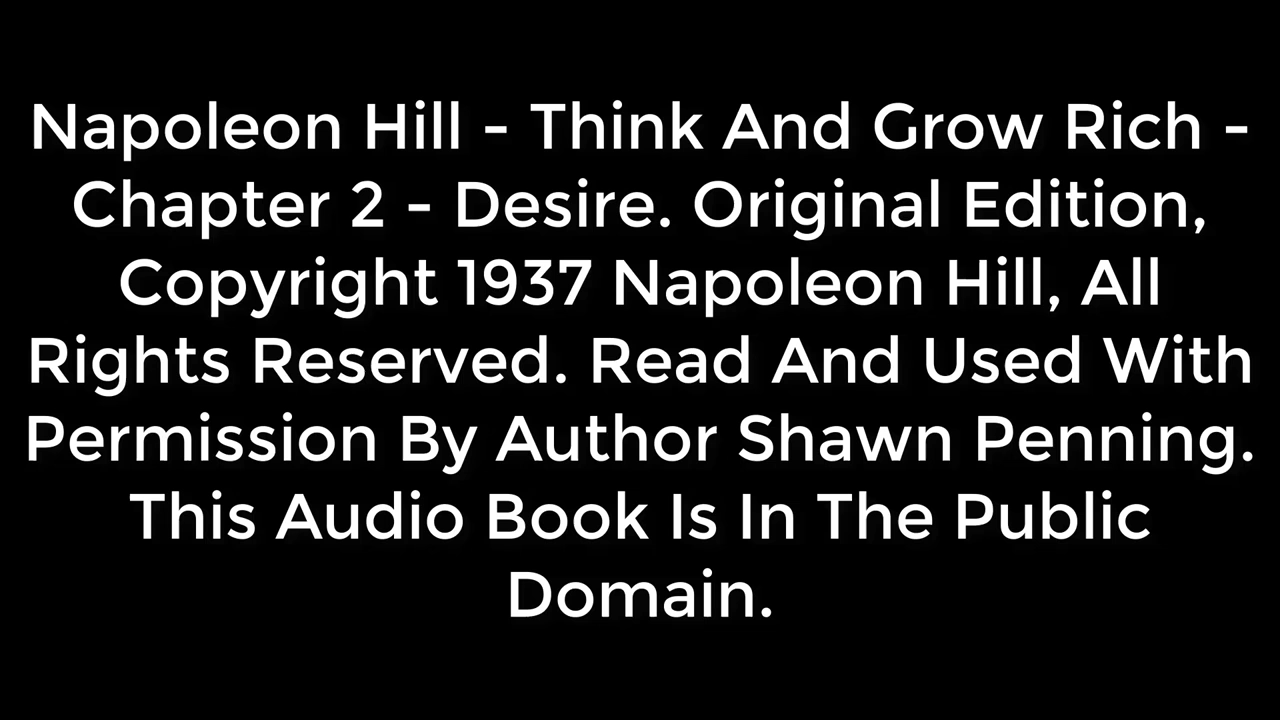 Napoleon Hill - Think And Grow Rich -
Chapter 2 - Desire. Original Edition,
Copyright 1937 Napoleon Hill, All
Rights Reserved. Read And Used With
Permission By Author Shawn Penning.
This Audio Book Is In The Public
Domain.